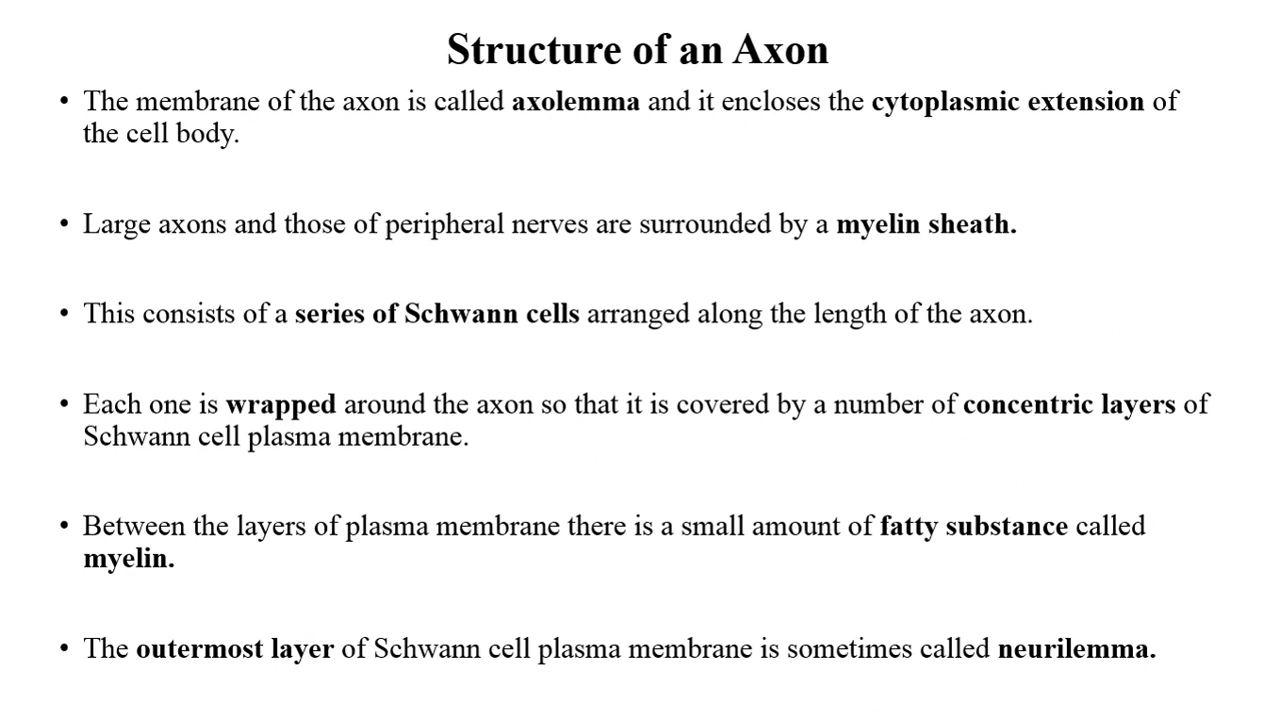 Structure of an Axon
• The membrane of the axon is called axolemma and it encloses the cytoplasmic extension of
the cell body.
• Large axons and those of peripheral nerves are surrounded by a myelin sheath.
• This consists of a series of Schwann cells arranged along the length of the axon.
• Each one is wrapped around the axon so that it is covered by a number of concentric layers of
Schwann cell plasma membrane.
• Between the layers of plasma membrane there is a small amount of fatty substance called
myelin.
• The outermost layer of Schwann cell plasma membrane is sometimes called neurilemma.